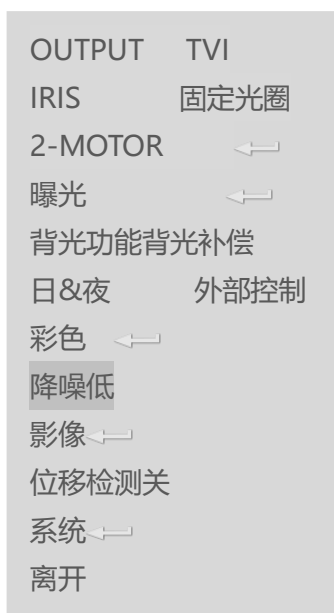 OUTPUT TVI
IRIS 固定光圈
2-MOTOR
曝光
背光功能背光补偿
日&夜 外部控制
彩色
降噪低
影像
位移检测关
系统
离开